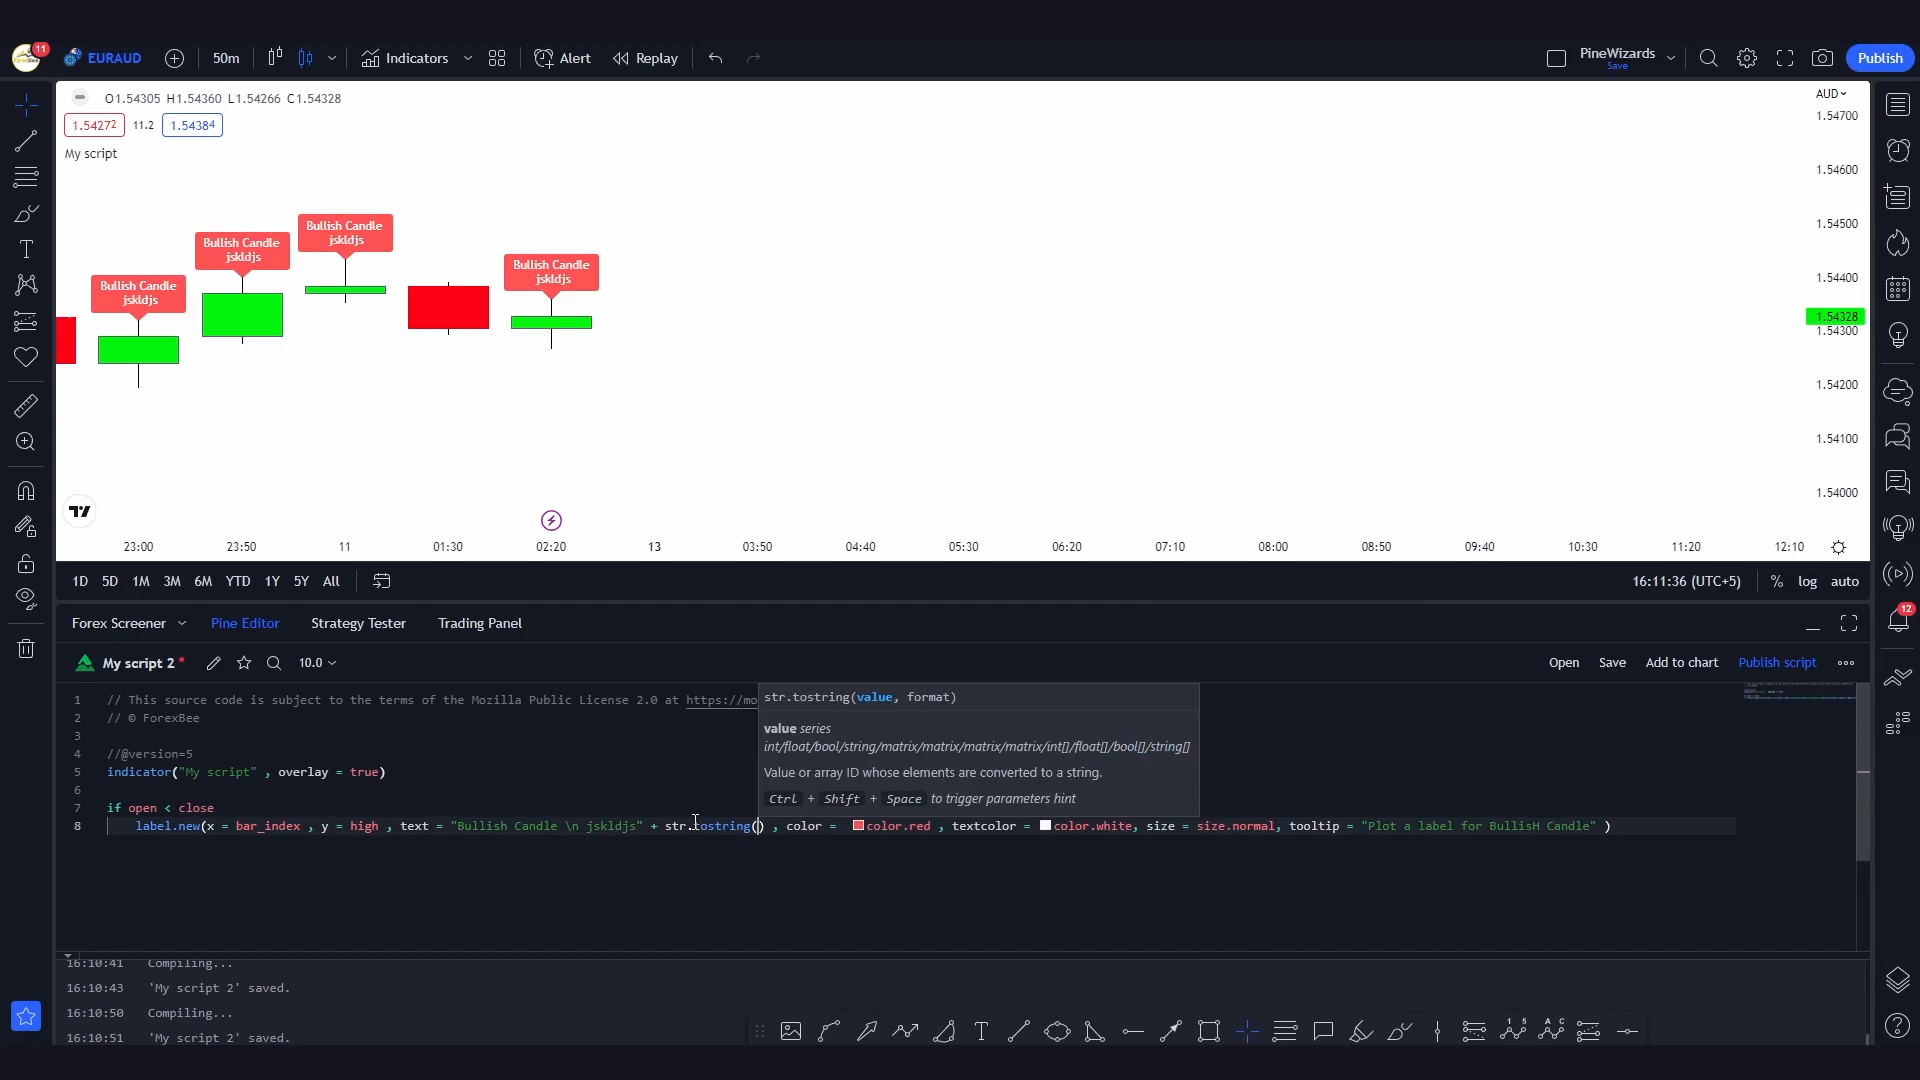 11
EURAUD
50m
Indicators
Alert
Replay
PineWizards
Save
Publish
O1.54305 H1.54360 L1.54266 C1.54328
AUD
1.54272
11.2
1.54384
My script
1.54700
1.54600
1.54500
1.54400
1.54328
1.54300
1.54200
1.54100
1.54000
Bullish Candle
jskldjs
Bullish Candle
jskldjs
Bullish Candle
jskldjs
Bullish Candle
jskldjs
23:00
23:50
11
01:30
02:20
13
03:50
04:40
05:30
06:20
07:10
08:00
08:50
09:40
10:30
11:20
12:10
1D 5D 1M 3M 6M YTD 1Y 5Y All
16:11:36 (UTC+5)
% log auto
12
Forex Screener
Pine Editor
Strategy Tester
Trading Panel
My script 2 *
10.0
Open
Save
Add to chart
Publish script
1 // This source code is subject to the terms of the Mozilla Public License 2.0 at https://mo
2 // © ForexBee
3
4 //@version=5
5 indicator("My script" , overlay = true)
6
7 if open < close
8 label.new(x = bar_index , y = high , text = "Bullish Candle \n jskldjs" + str.tostring() , color = color.red , textcolor = color.white, size = size.normal, tooltip = "Plot a label for BullisH Candle" )
str.tostring(value, format)
value series
int/float/bool/string/matrix/matrix/matrix/matrix/int[]/float[]/bool[]/string[]
Value or array ID whose elements are converted to a string.
Ctrl + Shift + Space to trigger parameters hint
16:10:41 Compiling...
16:10:43 'My script 2' saved.
16:10:50 Compiling...
16:10:51 'My script 2' saved.